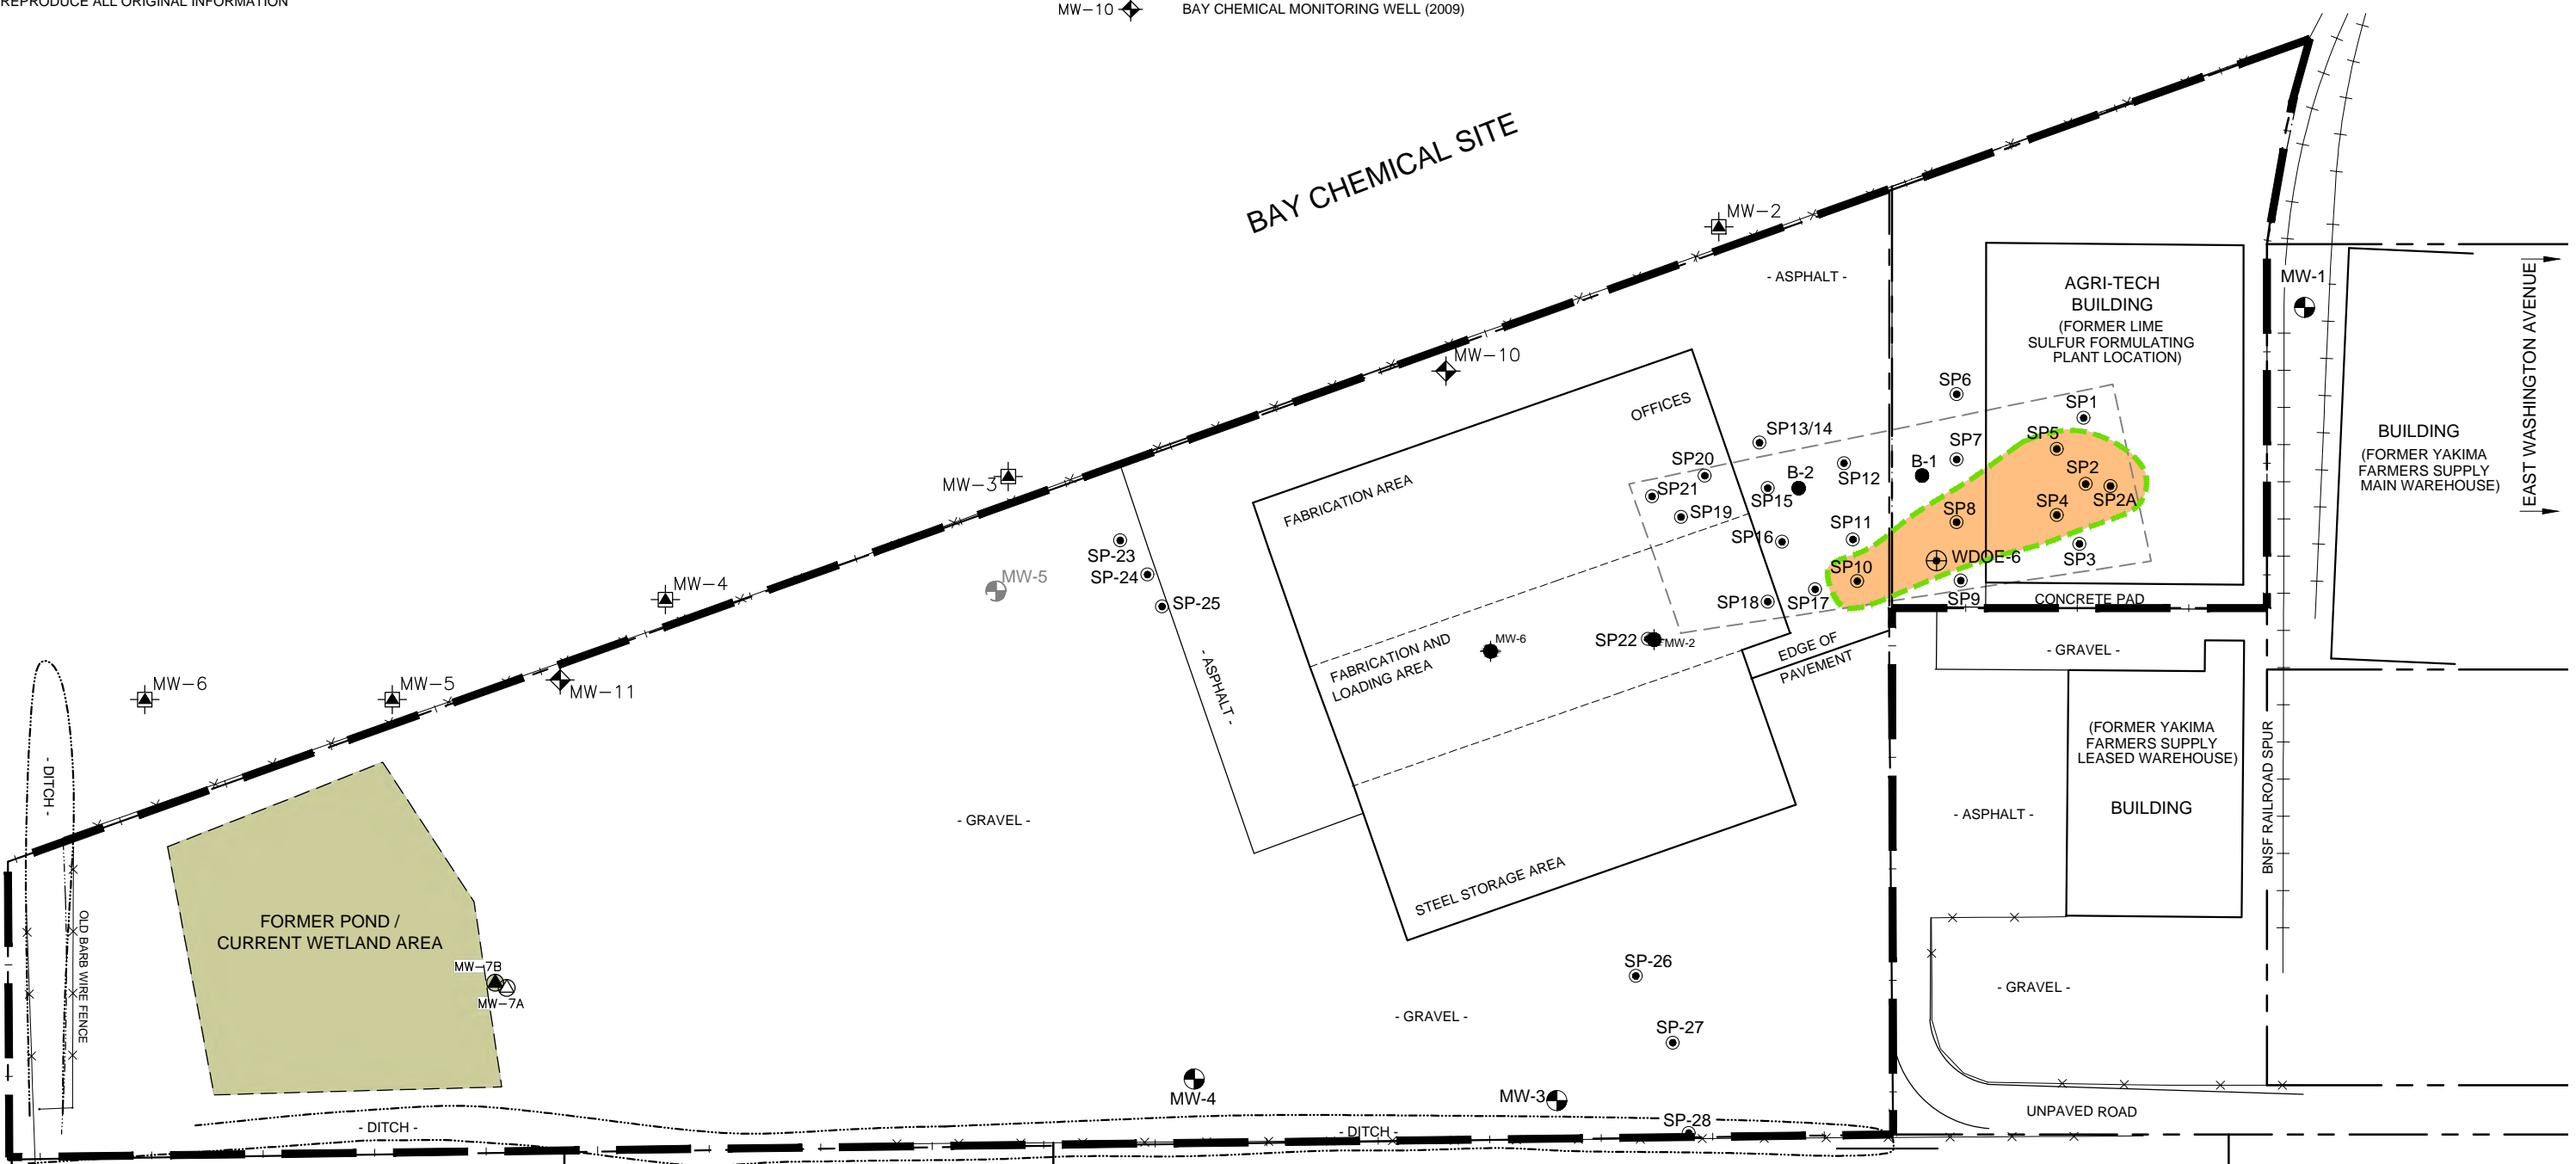 REPRODUCE ALL ORIGINAL INFORMATION
MW-10
BAY CHEMICAL MONITORING WELL (2009)
BAY CHEMICAL SITE
MW-2
- ASPHALT -
AGRI-TECH
BUILDING
(FORMER LIME
SULFUR FORMULATING
PLANT LOCATION)
MW-1
EAST WASHINGTON AVENUE
BUILDING
(FORMER YAKIMA
FARMERS SUPPLY
MAIN WAREHOUSE)
MW-10
OFFICES
FABRICATION AREA
SP6
SP1
SP13/14
SP7
SP5
SP20
B-2
SP12
B-1
SP2
SP21
SP15
SP2A
SP19
SP4
SP8
SP16
SP11
SP3
WDOE-6
SP10
SP18
SP17
SP9
CONCRETE PAD
MW-3
SP-23
SP-24
SP-25
MW-5
MW-4
- ASPHALT -
FABRICATION AND
LOADING AREA
MW-6
SP22
FMW-2
EDGE OF
PAVEMENT
- GRAVEL -
MW-6
MW-5
MW-11
- DITCH -
(FORMER YAKIMA
FARMERS SUPPLY
LEASED WAREHOUSE)
BUILDING
BNSF RAILROAD SPUR
- ASPHALT -
- GRAVEL -
STEEL STORAGE AREA
OLD BARB WIRE FENCE
FORMER POND /
CURRENT WETLAND AREA
MW-7B
MW-7A
SP-26
- GRAVEL -
- GRAVEL -
SP-27
MW-4
MW-3
SP-28
UNPAVED ROAD
- DITCH -
- DITCH -